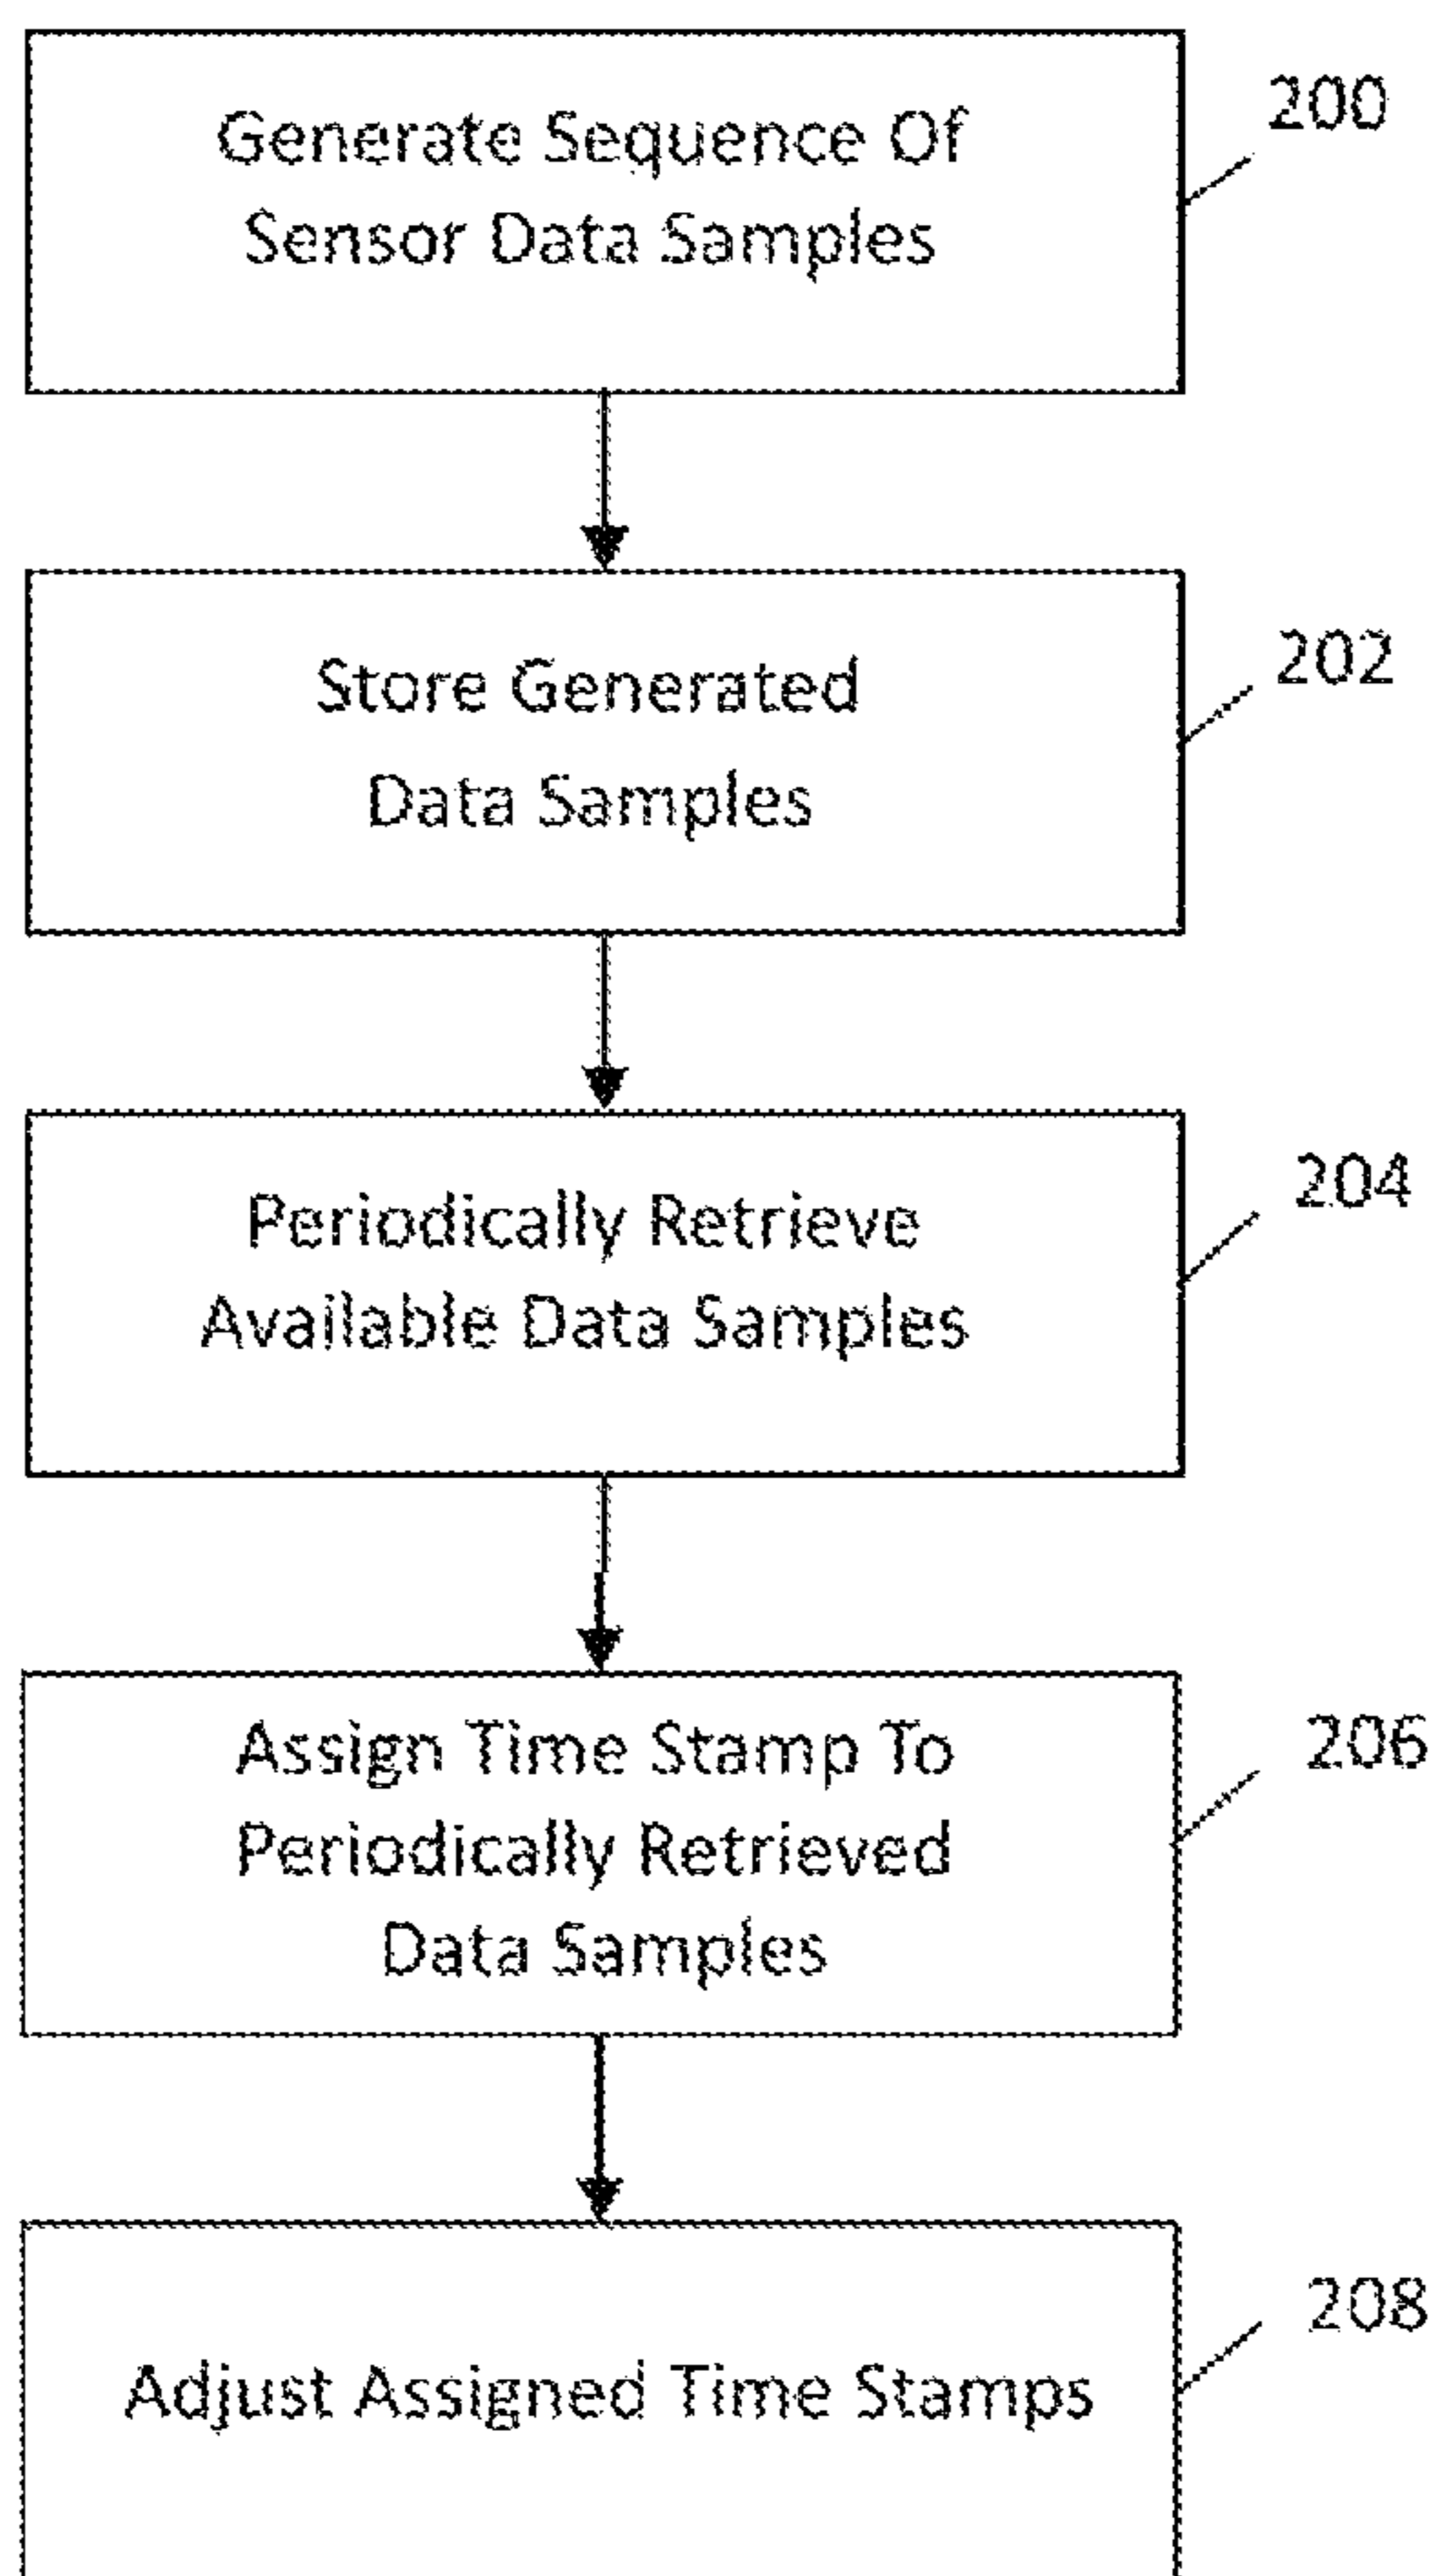 Generate Sequence Of
Sensor Data Samples
200
Store Generated
Data Samples
202
Periodically Retrieve
Available Data Samples
204
Assign Time Stamp To
Periodically Retrieved
Data Samples
206
Adjust Assigned Time Stamps
208